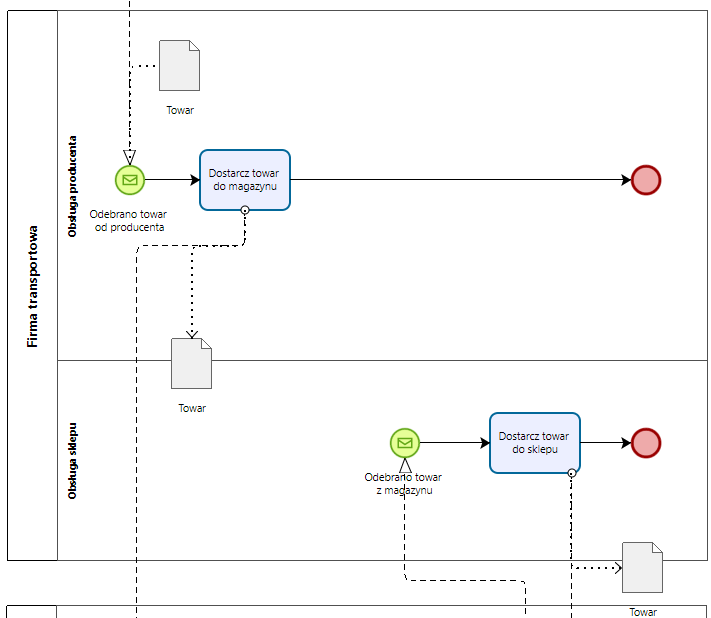 Firma transportowa
Obsługa producenta
Towar
Dostarcz towar
do magazynu
Odebrano towar
od producenta
Towar
Obsługa sklepu
Dostarcz towar
do sklepu
Odebrano towar
z magazynu
Towar